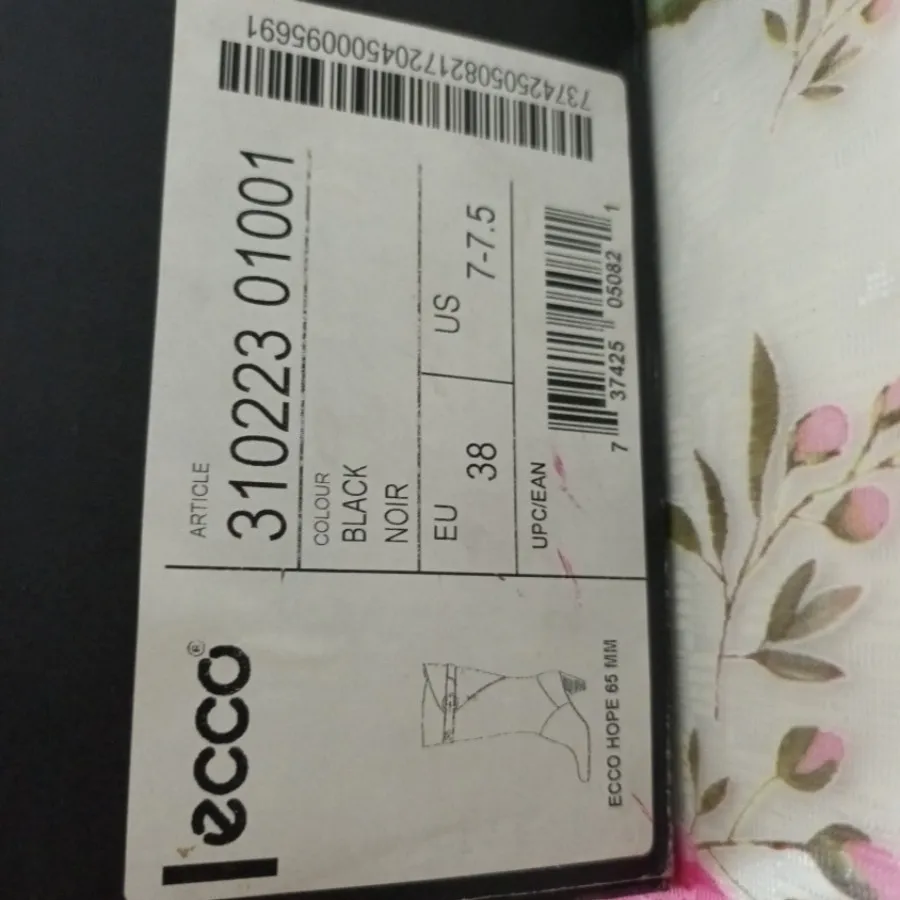 ecco®
ECCO HOPE 65 MM
ARTICLE
310223 01001
COLOUR
BLACK
NOIR
EU 38
US 7-7.5
UPC/EAN
7 37425 05082 1
7374250508217204500095691